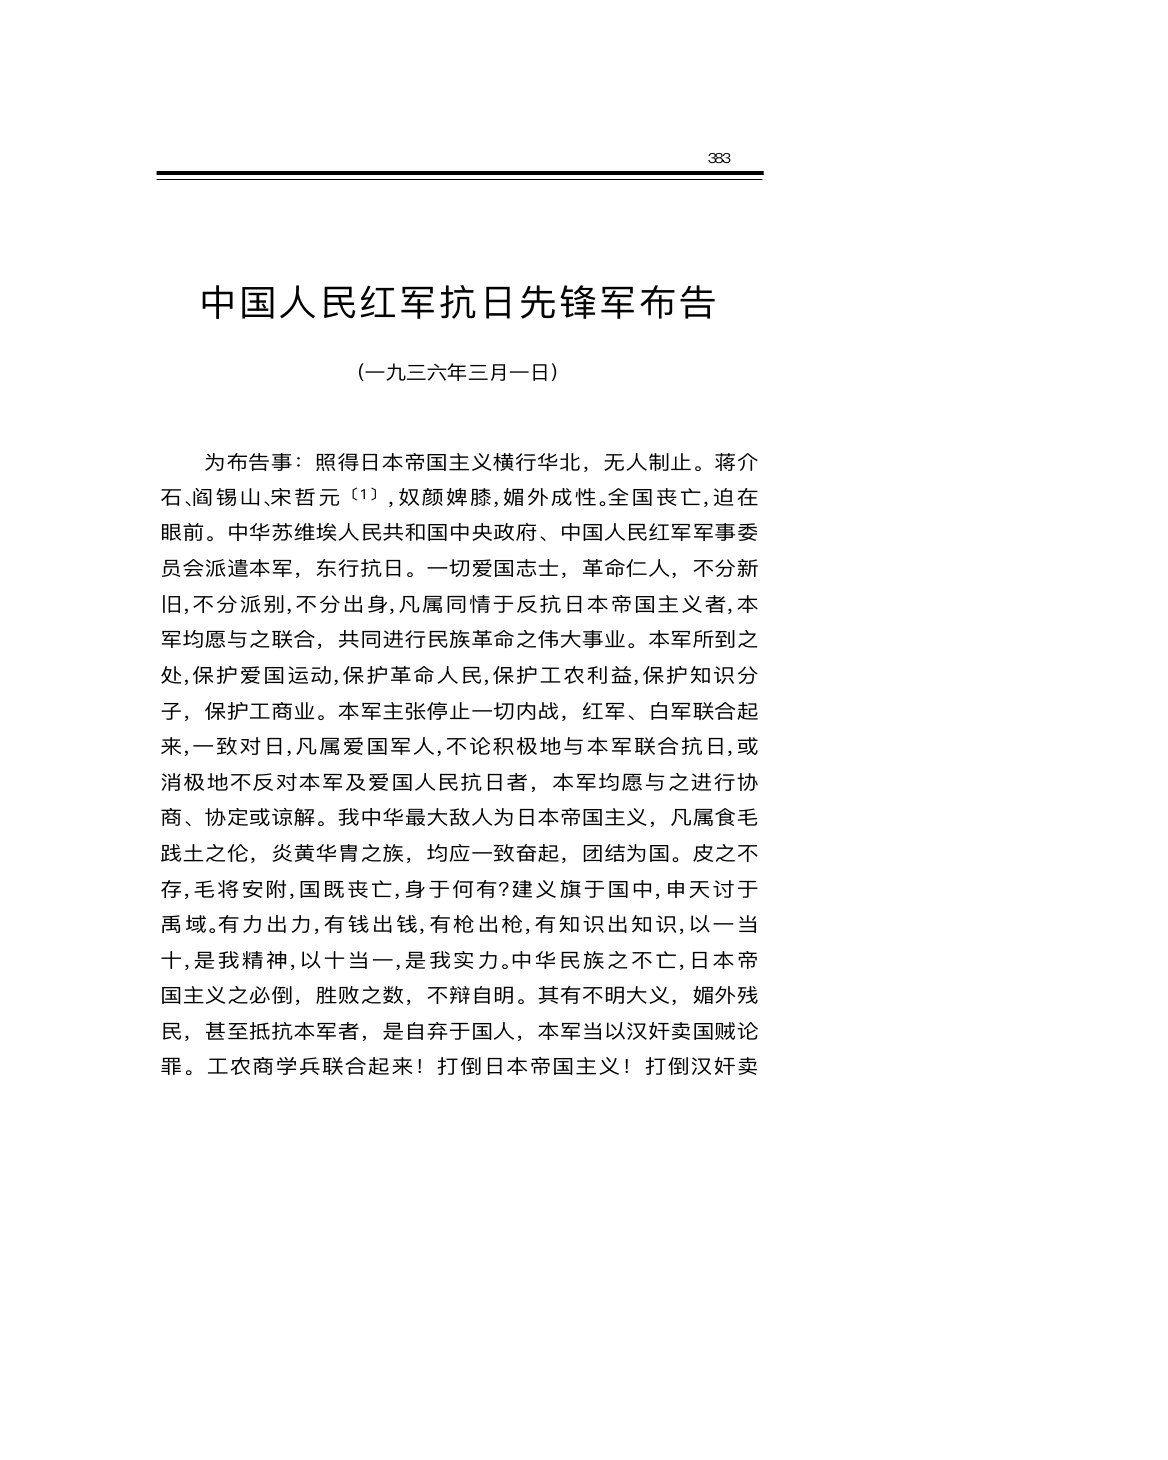 383
中国人民红军抗日先锋军布告
(一九三六年三月一日)
为布告事：照得日本帝国主义横行华北，无人制止。蒋介
石、阎锡山、宋哲元〔1〕,奴颜婢膝,媚外成性。全国丧亡,迫在
眼前。中华苏维埃人民共和国中央政府、中国人民红军军事委
员会派遣本军，东行抗日。一切爱国志士，革命仁人，不分新
旧,不分派别,不分出身,凡属同情于反抗日本帝国主义者,本
军均愿与之联合，共同进行民族革命之伟大事业。本军所到之
处,保护爱国运动,保护革命人民,保护工农利益,保护知识分
子，保护工商业。本军主张停止一切内战，红军、白军联合起
来,一致对日,凡属爱国军人,不论积极地与本军联合抗日,或
消极地不反对本军及爱国人民抗日者，本军均愿与之进行协
商、协定或谅解。我中华最大敌人为日本帝国主义，凡属食毛
践土之伦，炎黄华胄之族，均应一致奋起，团结为国。皮之不
存,毛将安附,国既丧亡,身于何有?建义旗于国中,申天讨于
禹域。有力出力,有钱出钱,有枪出枪,有知识出知识,以一当
十,是我精神,以十当一,是我实力。中华民族之不亡,日本帝
国主义之必倒，胜败之数，不辩自明。其有不明大义，媚外残
民，甚至抵抗本军者，是自弃于国人，本军当以汉奸卖国贼论
罪。工农商学兵联合起来！打倒日本帝国主义！打倒汉奸卖